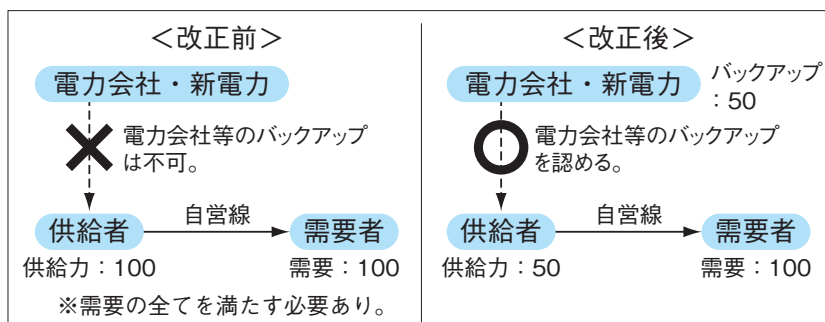 ＜改正前＞
電力会社・新電力
電力会社等のバックアップ
は不可。
自営線
供給者
需要者
供給力：100
需要：100
※需要の全てを満たす必要あり。
＜改正後＞
電力会社・新電力
バックアップ
：50
電力会社等のバックアップ
を認める。
自営線
供給者
需要者
供給力：50
需要：100